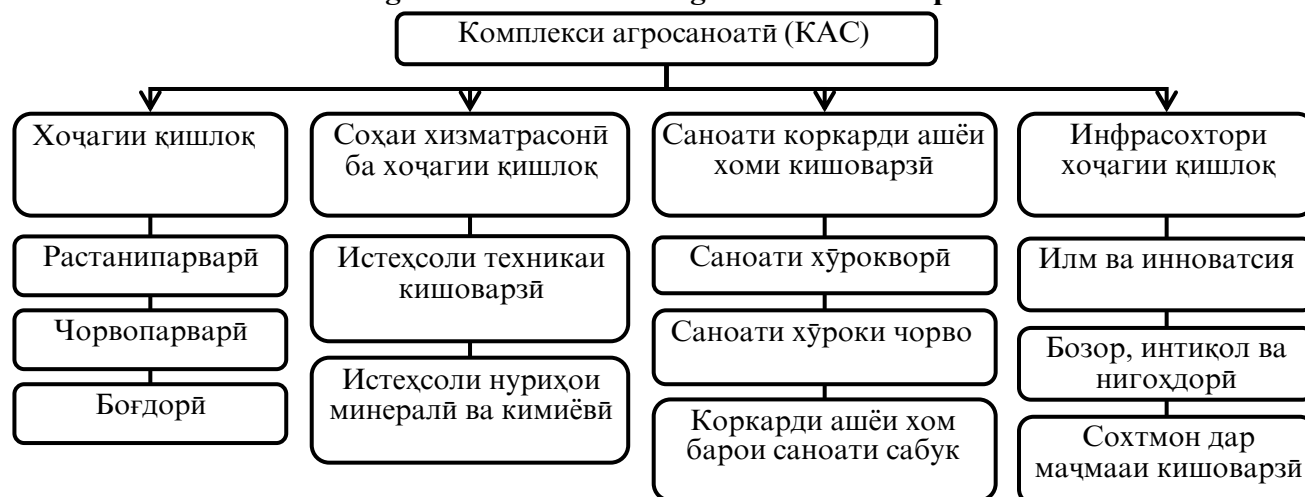 Комплекси агросаноатӣ (КАС)
Хоҷагии қишлоқ
Растанипарварӣ
Чорвопарварӣ
Боғдорӣ
Соҳаи хизматрасонӣ
ба хоҷагии қишлоқ
Истеҳсоли техникаи
кишоварзӣ
Истеҳсоли нуриҳои
минералӣ ва кимиёвӣ
Саноати коркарди ашёи
хоми кишоварзӣ
Саноати хӯрокворӣ
Саноати хӯроки чорво
Коркарди ашёи хом
барои саноати сабук
Инфрасохтори
хоҷагии қишлоқ
Илм ва инноватсия
Бозор, интиқол ва
нигоҳдорӣ
Сохтмон дар
маҷмааи кишоварзӣ